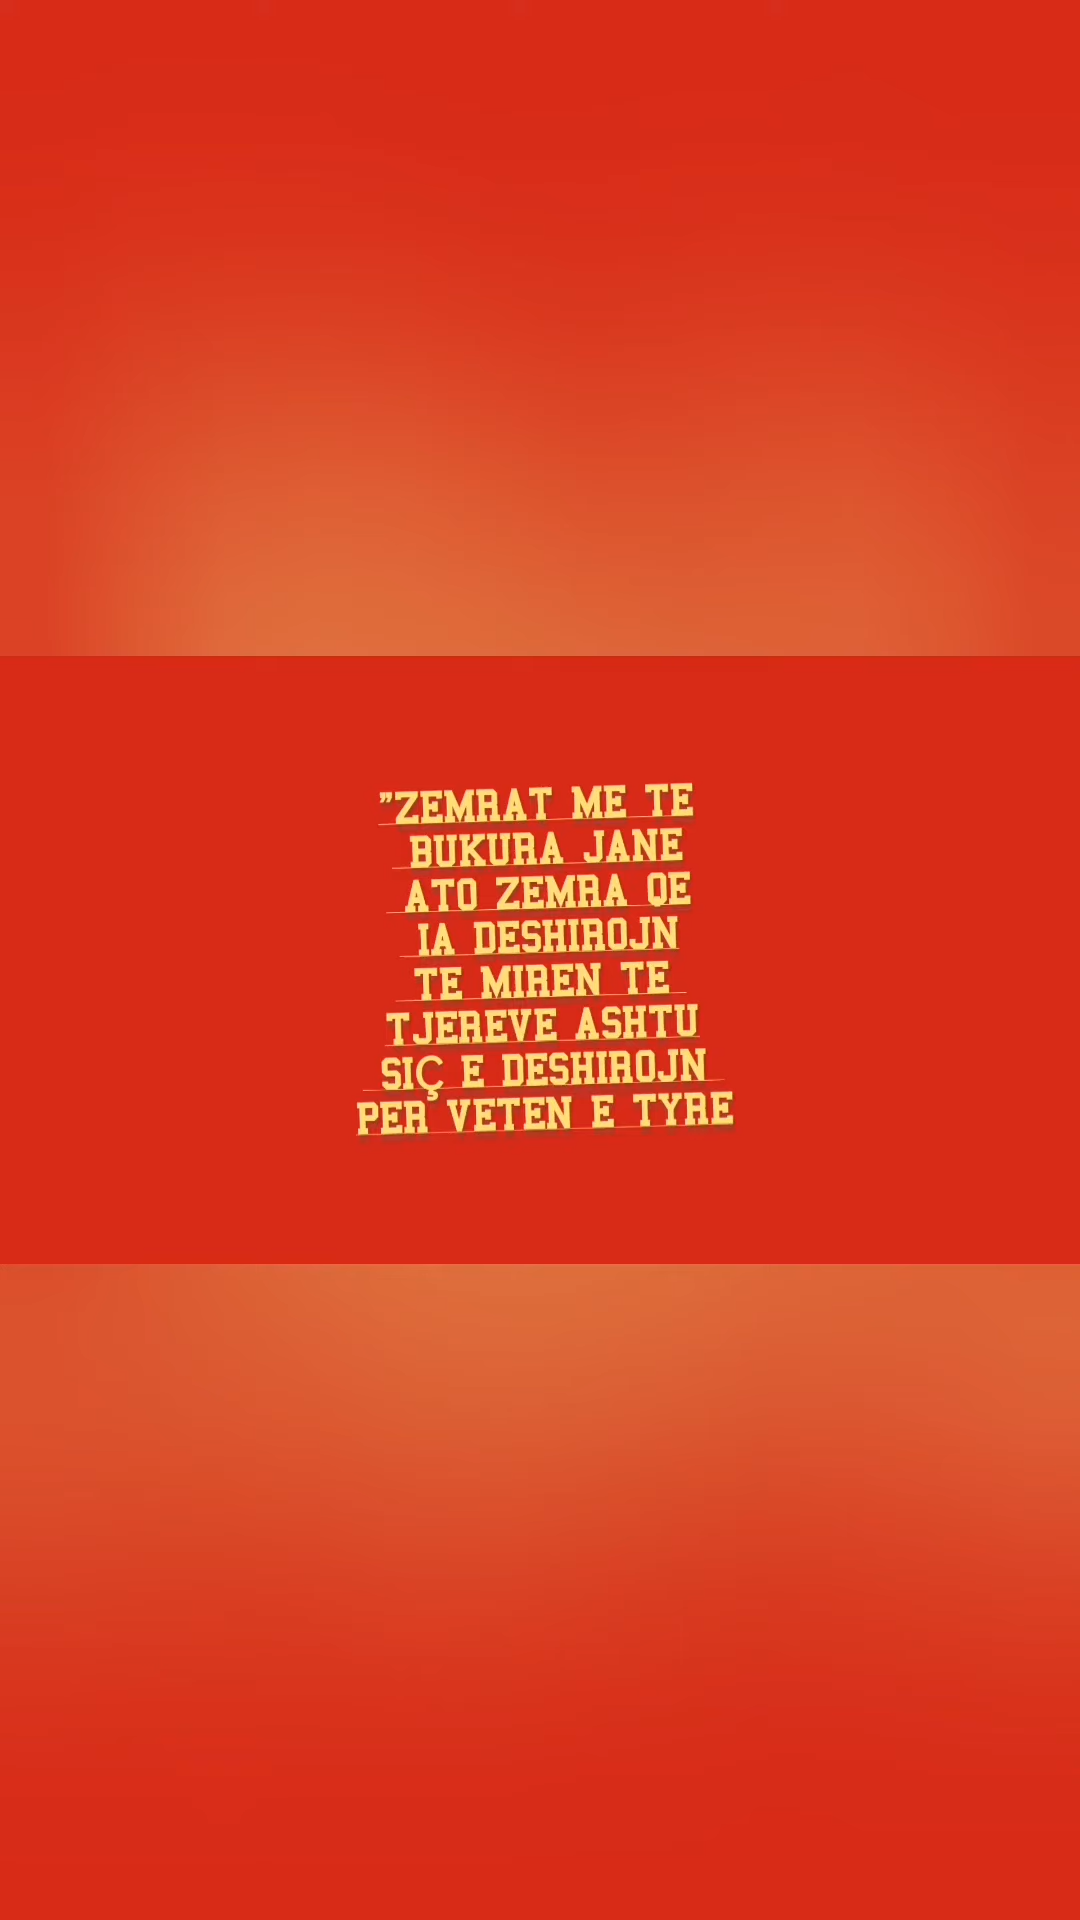 "ZEMRAT ME TE
BUKURA JANE
ATO ZEMRA QE
IA DESHIROJN
TE MIREN TE
TJEREVE ASHTU
SIÇ E DESHIROJN
PER VETEN E TYRE